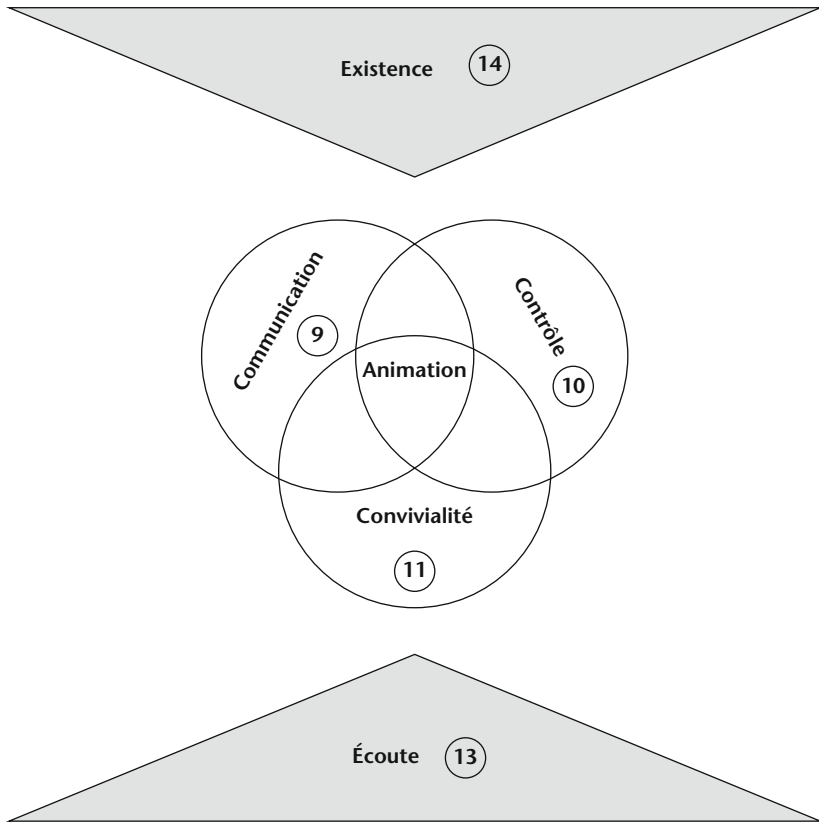 Existence 14
Communication
9
Contrôle
10
Animation
Convivialité
11
Écoute 13